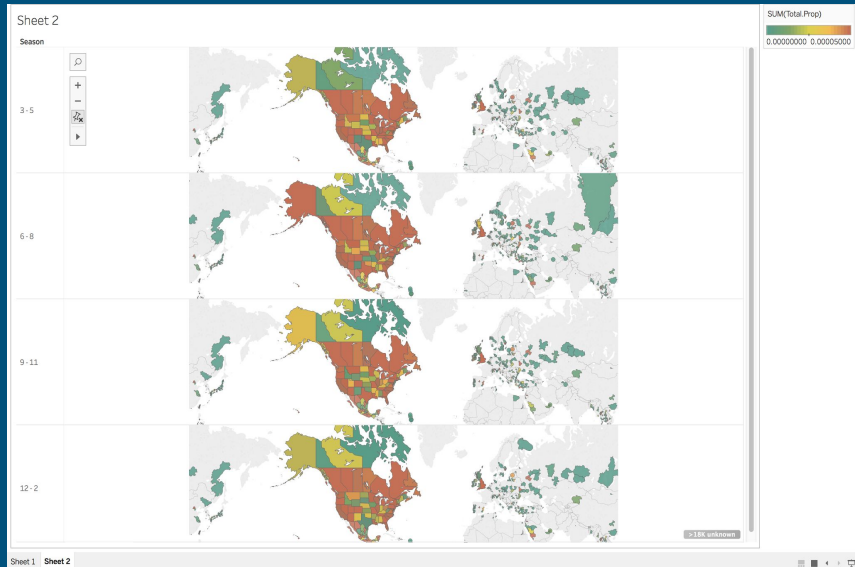 Sheet 2
SUM(Total.Prop)
0.00000000 0.00005000
Season
3-5
6-8
9-11
12-2
>18K unknown
Sheet 1 Sheet 2